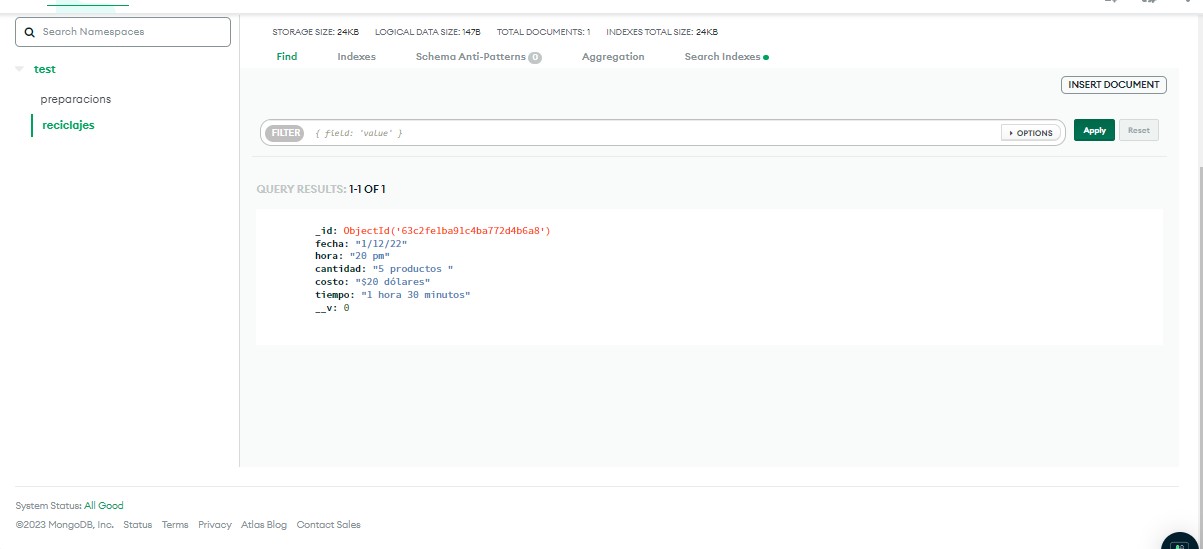 Search Namespaces
test
preparacions
reciclajes
STORAGE SIZE: 24KB LOGICAL DATA SIZE: 147B TOTAL DOCUMENTS: 1 INDEXES TOTAL SIZE: 24KB
Find Indexes Schema Anti-Patterns 0 Aggregation Search Indexes
INSERT DOCUMENT
FILTER { field: 'value' } OPTIONS Apply Reset
QUERY RESULTS: 1-1 OF 1
_id: ObjectId('63c2fe1ba91c4ba772d4b6a8')
fecha: "1/12/22"
hora: "20 pm"
cantidad: "5 productos "
costo: "$20 dólares"
tiempo: "1 hora 30 minutos"
__v: 0
System Status: All Good
©2023 MongoDB, Inc. Status Terms Privacy Atlas Blog Contact Sales